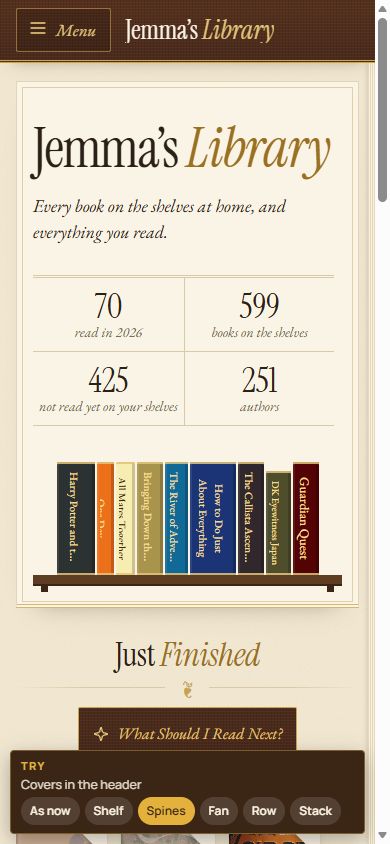 Menu
Jemma's Library
Jemma's Library
Every book on the shelves at home, and
everything you read.
70
read in 2026
599
books on the shelves
425
not read yet on your shelves
251
authors
Harry Potter and t...
All Mates Together
Bringing Down th...
The River of Adve...
How to Do Just
About Everything
The Callista Ascen...
DK Eyewitness Japan
Guardian Quest
Just Finished
What Should I Read Next?
TRY
Covers in the header
As now
Shelf
Spines
Fan
Row
Stack